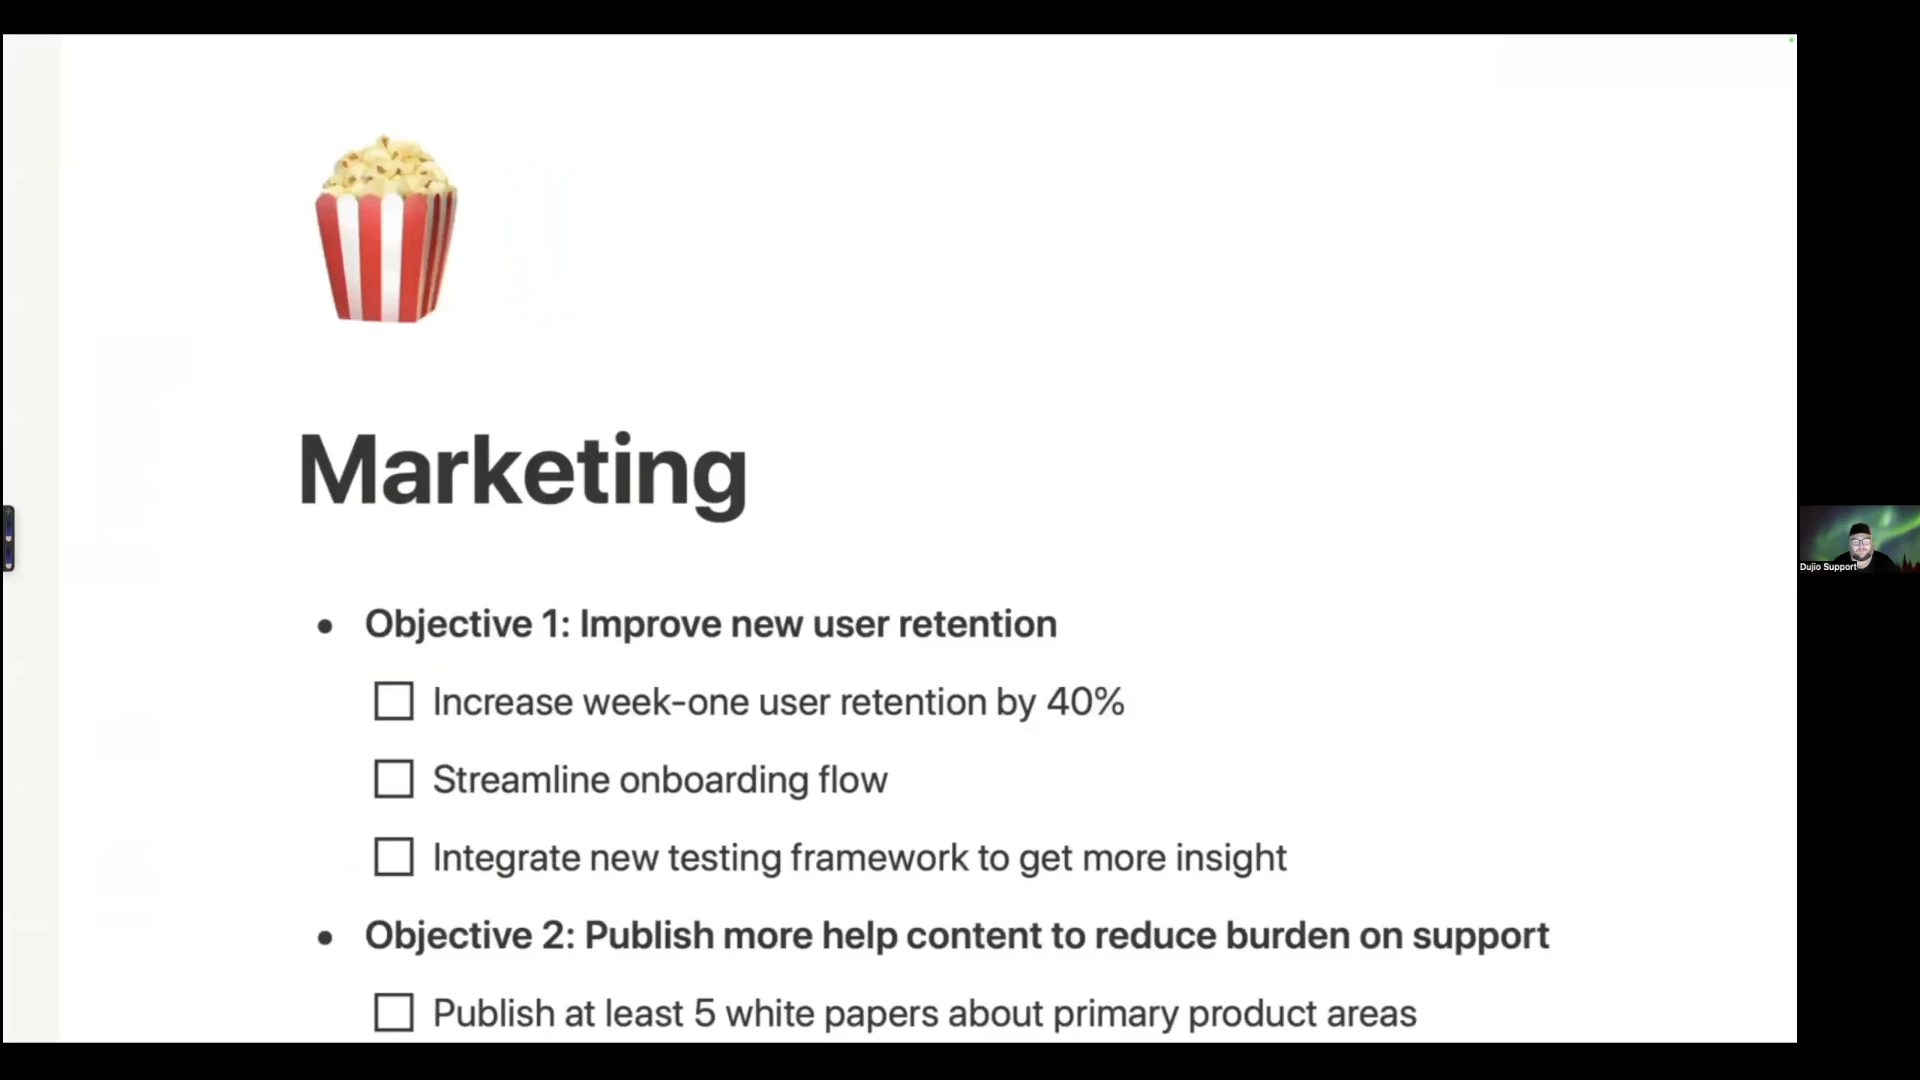 Marketing
Objective 1: Improve new user retention
Increase week-one user retention by 40%
Streamline onboarding flow
Integrate new testing framework to get more insight
Objective 2: Publish more help content to reduce burden on support
Publish at least 5 white papers about primary product areas
Dujio Support